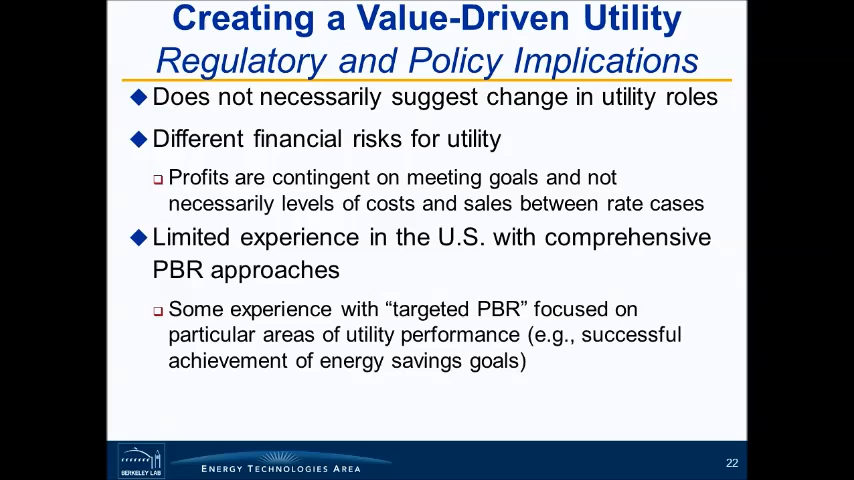 Creating a Value-Driven Utility
Regulatory and Policy Implications
Does not necessarily suggest change in utility roles
Different financial risks for utility
Profits are contingent on meeting goals and not
necessarily levels of costs and sales between rate cases
Limited experience in the U.S. with comprehensive
PBR approaches
Some experience with “targeted PBR” focused on
particular areas of utility performance (e.g., successful
achievement of energy savings goals)
BERKELEY LAB
ENERGY TECHNOLOGIES AREA
22